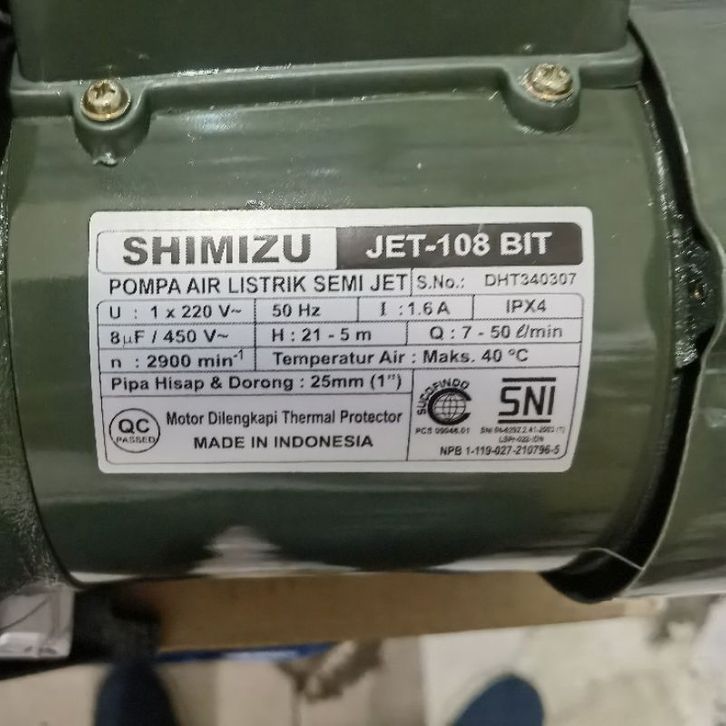 SHIMIZU JET-108 BIT
POMPA AIR LISTRIK SEMI JET S.No.: DHT340307
U : 1 x 220 V~ 50 Hz I : 1.6 A IPX4
8µF / 450 V~ H : 21 - 5 m Q : 7 - 50 ℓ/min
n : 2900 min⁻¹ Temperatur Air : Maks. 40 °C
Pipa Hisap & Dorong : 25mm (1")
SUCOFINDO
SNI
QC
PASSED
Motor Dilengkapi Thermal Protector
MADE IN INDONESIA
NPB 1-119-027-210796-5